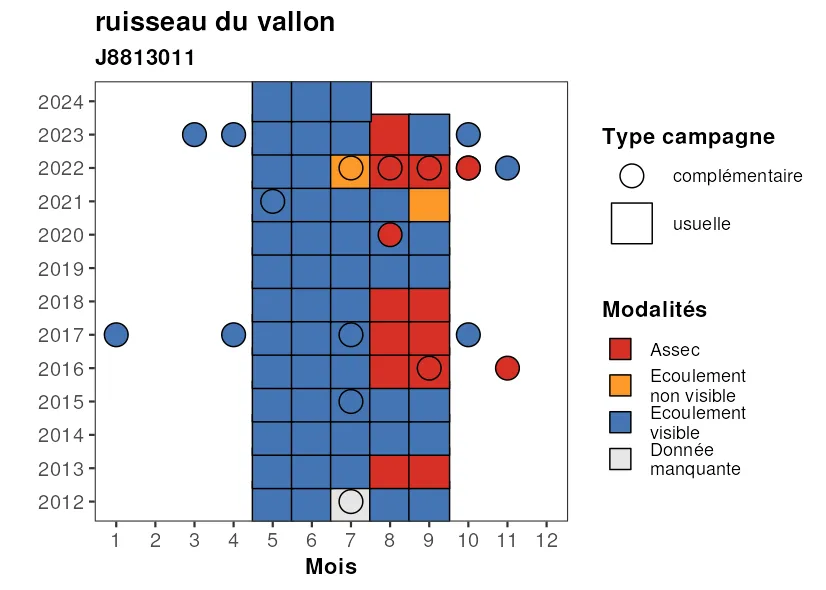 ruisseau du vallon
J8813011
2024
2023
2022
2021
2020
2019
2018
2017
2016
2015
2014
2013
2012
1 2 3 4 5 6 7 8 9 10 11 12
Mois
Type campagne
complémentaire
usuelle
Modalités
Assec
Ecoulement
non visible
Ecoulement
visible
Donnée
manquante